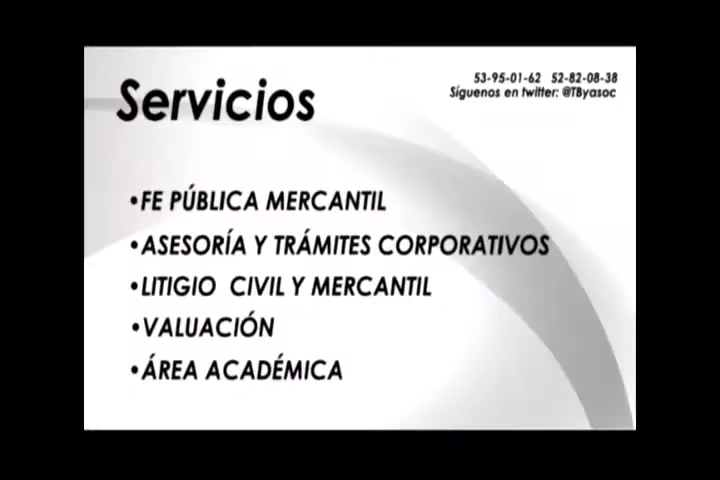 Servicios
53-95-01-62 52-82-08-38
Síguenos en twitter: @TByasoc
•FE PÚBLICA MERCANTIL
•ASESORÍA Y TRÁMITES CORPORATIVOS
•LITIGIO CIVIL Y MERCANTIL
•VALUACIÓN
•ÁREA ACADÉMICA